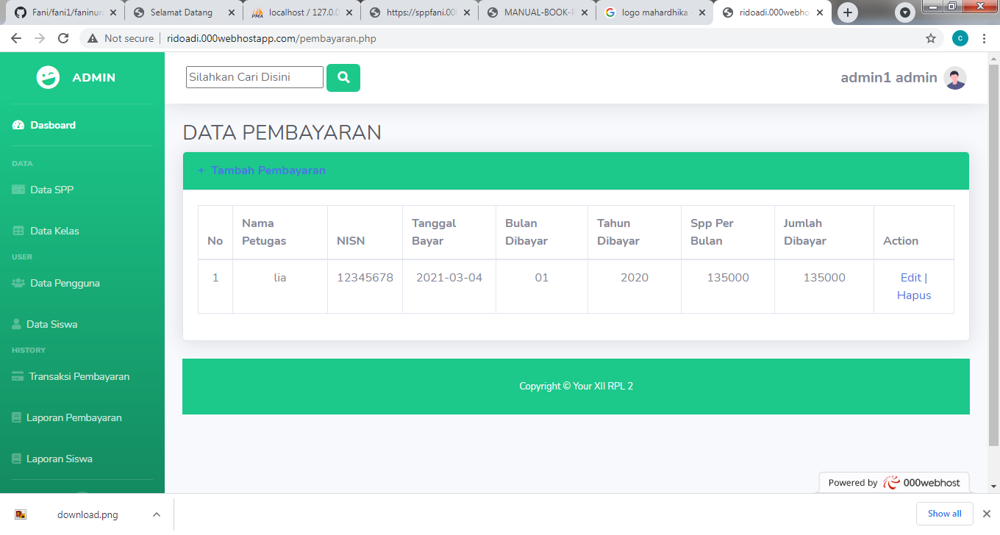 Fani/fani1/faninura
Selamat Datang
localhost / 127.0.0
https://sppfani.00
MANUAL-BOOK-P
logo mahardhika -
ridoadi.000webho
Not secure
ridoadi.000webhostapp.com/pembayaran.php
c
ADMIN
Silahkan Cari Disini
admin1 admin
Dasboard
DATA PEMBAYARAN
DATA
+ Tambah Pembayaran
Data SPP
Data Kelas
USER
Data Pengguna
Data Siswa
HISTORY
Transaksi Pembayaran
Laporan Pembayaran
Laporan Siswa
No Nama Petugas NISN Tanggal Bayar Bulan Dibayar Tahun Dibayar Spp Per Bulan Jumlah Dibayar Action
1 lia 12345678 2021-03-04 01 2020 135000 135000 Edit | Hapus
Copyright © Your XII RPL 2
Powered by 000webhost
download.png
Show all